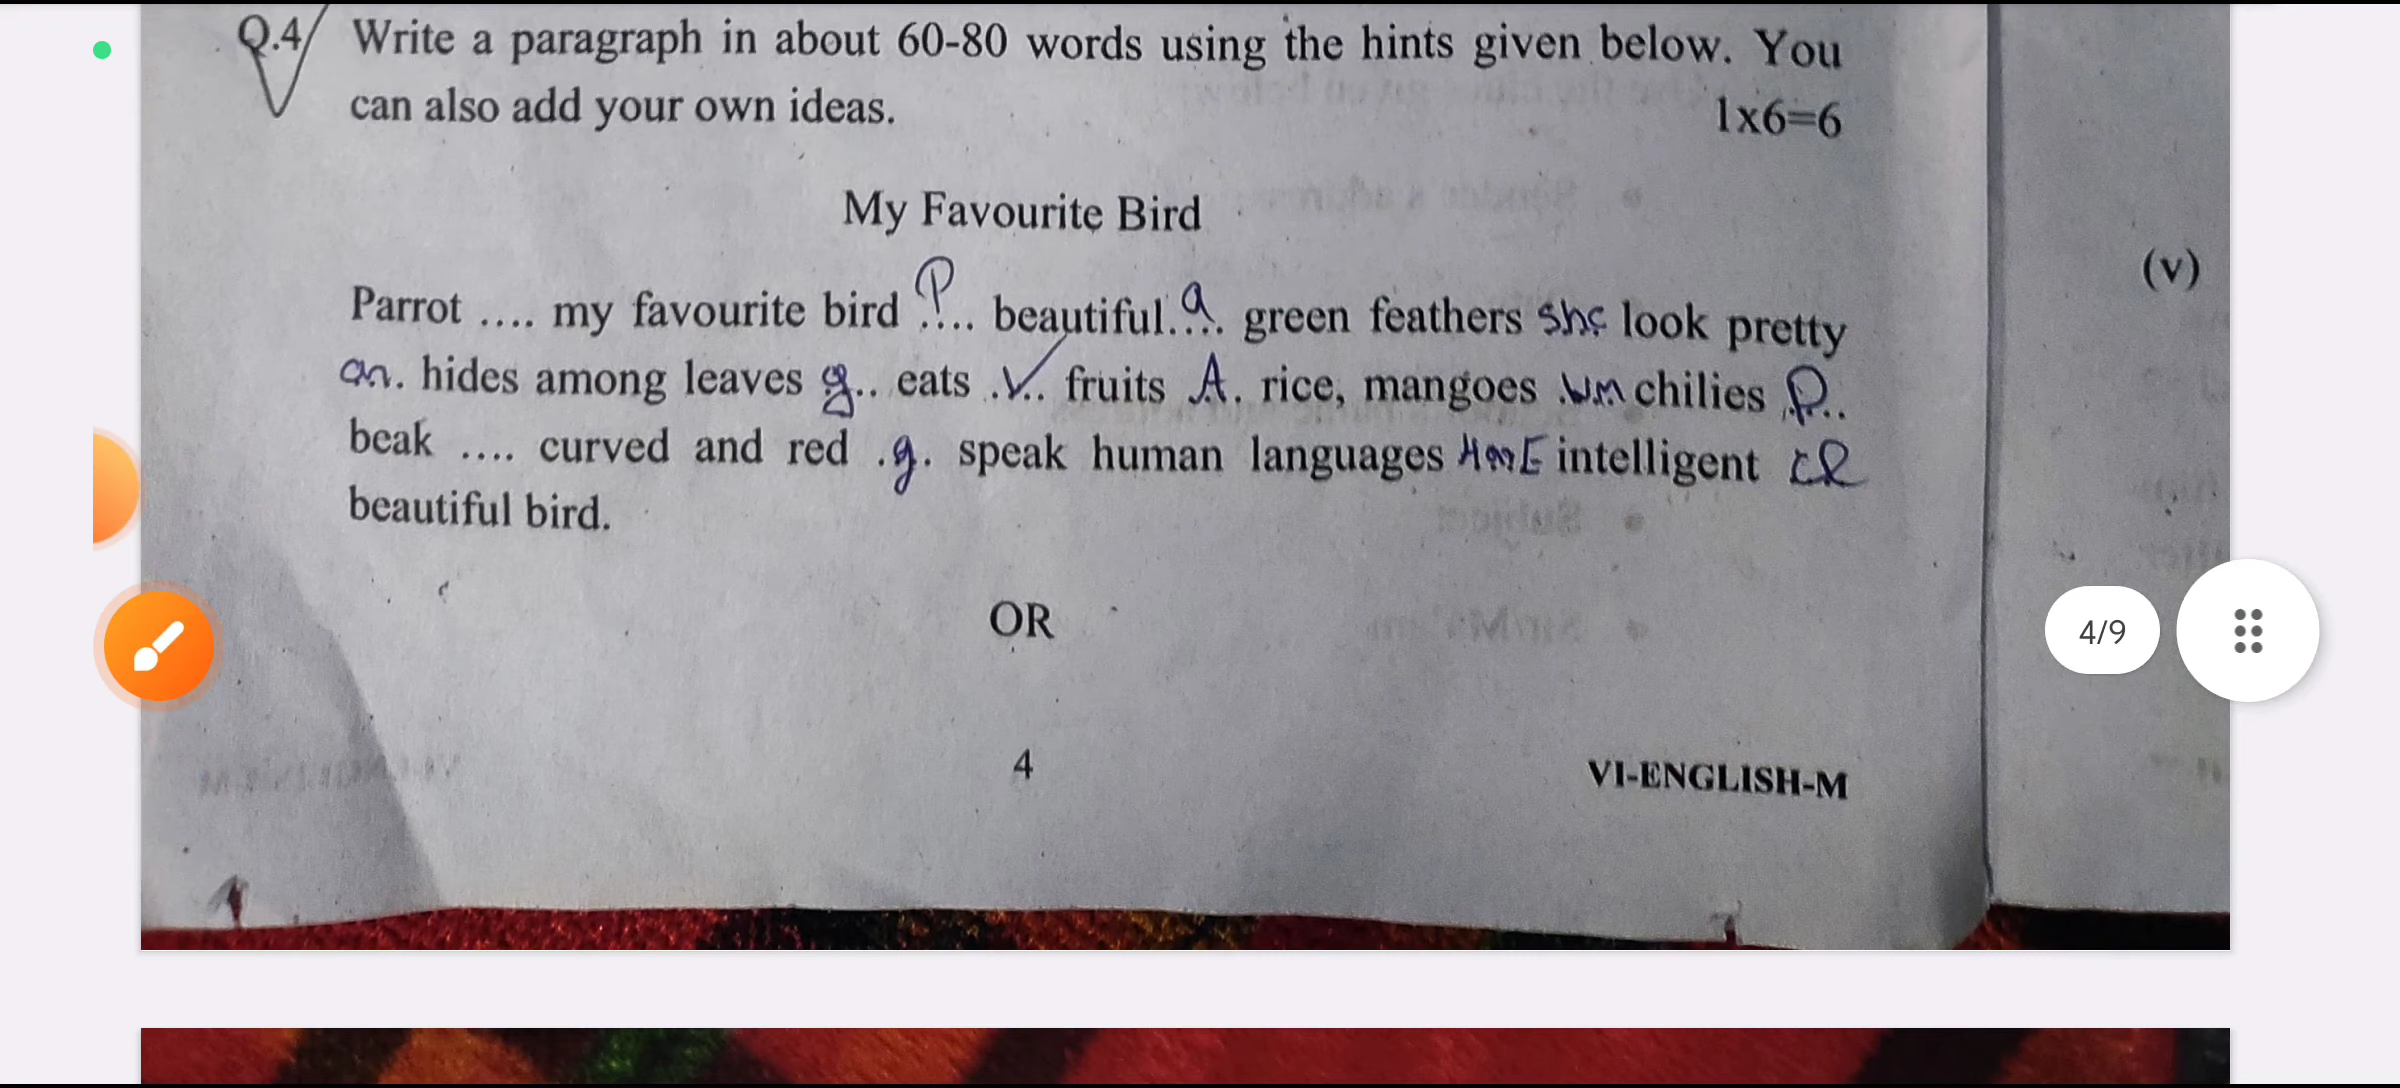 Q.4 Write a paragraph in about 60-80 words using the hints given below. You
can also add your own ideas. 1x6=6
My Favourite Bird
(v)
Parrot .... my favourite bird P.... beautiful.a.. green feathers she look pretty
an. hides among leaves g.. eats .... fruits A. rice, mangoes chilies P..
beak .... curved and red .g. speak human languages intelligent
beautiful bird.
OR
4/9
4
VI-ENGLISH-M